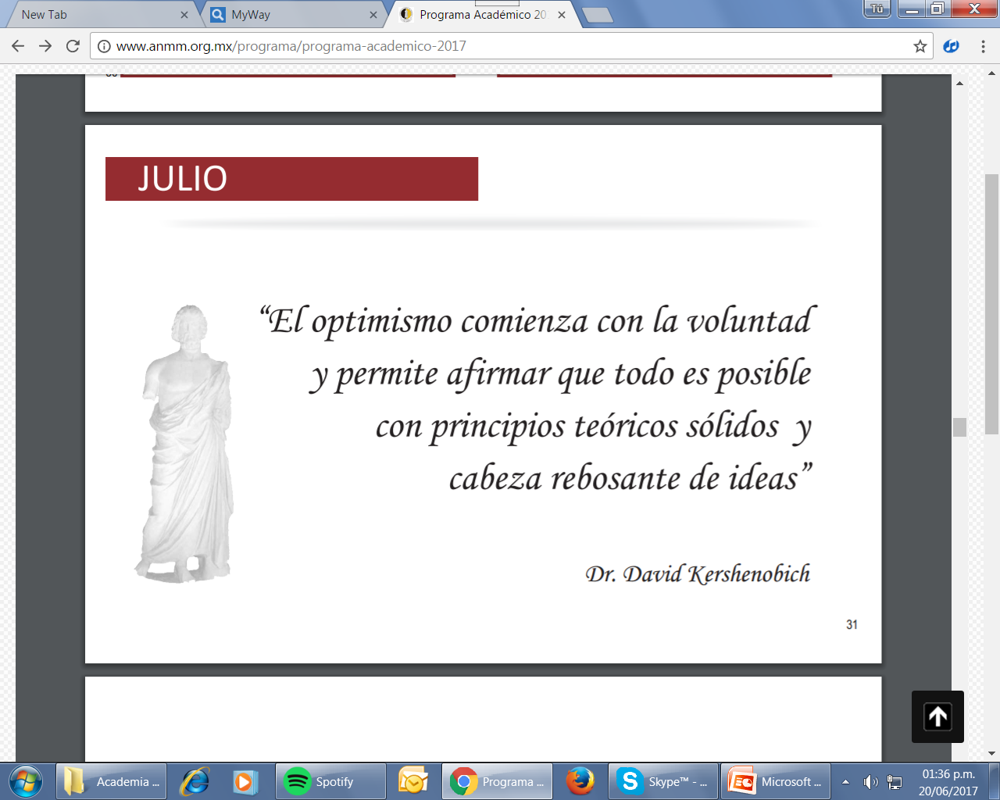 New Tab
MyWay
Programa Académico 20
Tú
www.anmm.org.mx/programa/programa-academico-2017
JULIO
“El optimismo comienza con la voluntad
y permite afirmar que todo es posible
con principios teóricos sólidos y
cabeza rebosante de ideas”
Dr. David Kershenobich
31
Academia ...
Spotify
Programa ...
Skype™ - ...
Microsoft ...
01:36 p.m.
20/06/2017